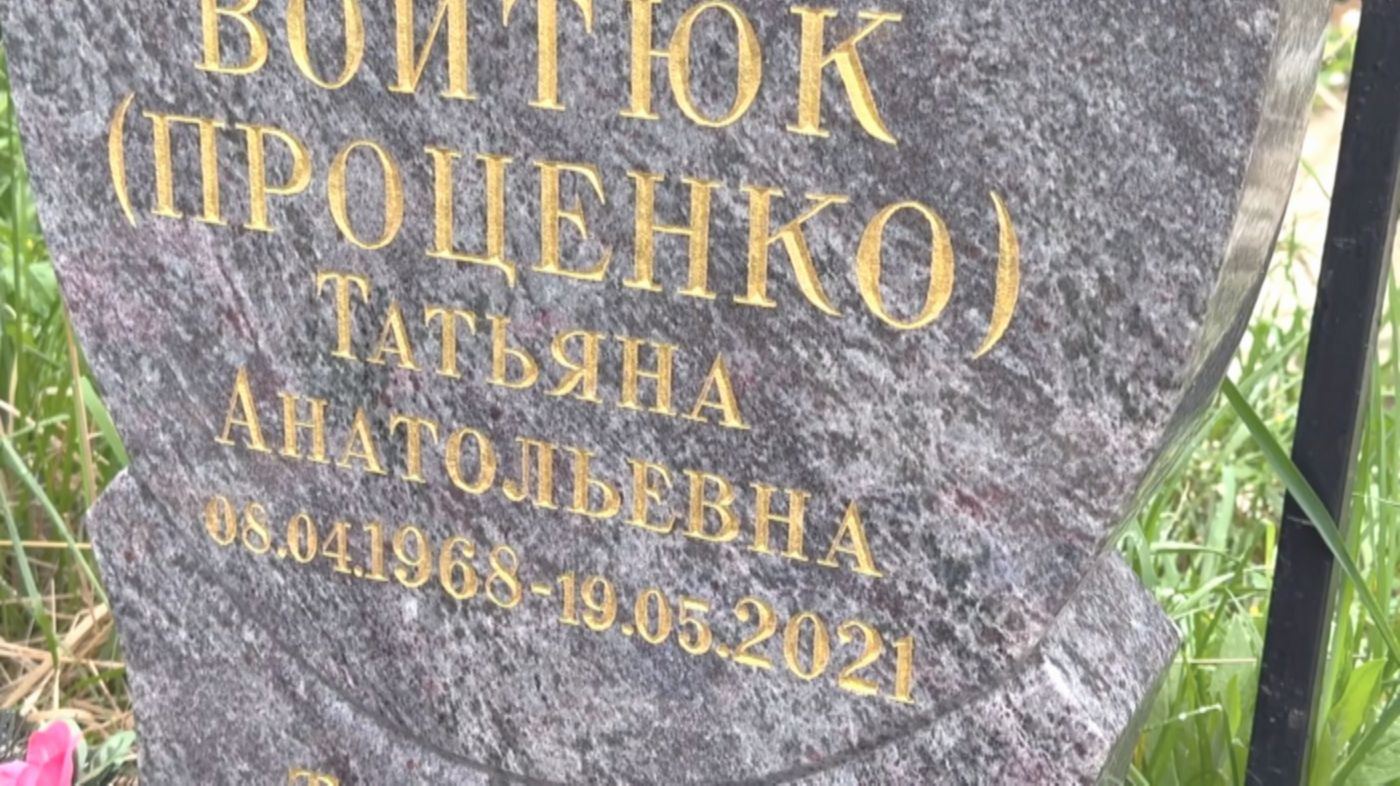 ВОЙТЮК
(ПРОЦЕНКО)
ТАТЬЯНА
АНАТОЛЬЕВНА
08.04.1968-19.05.2021